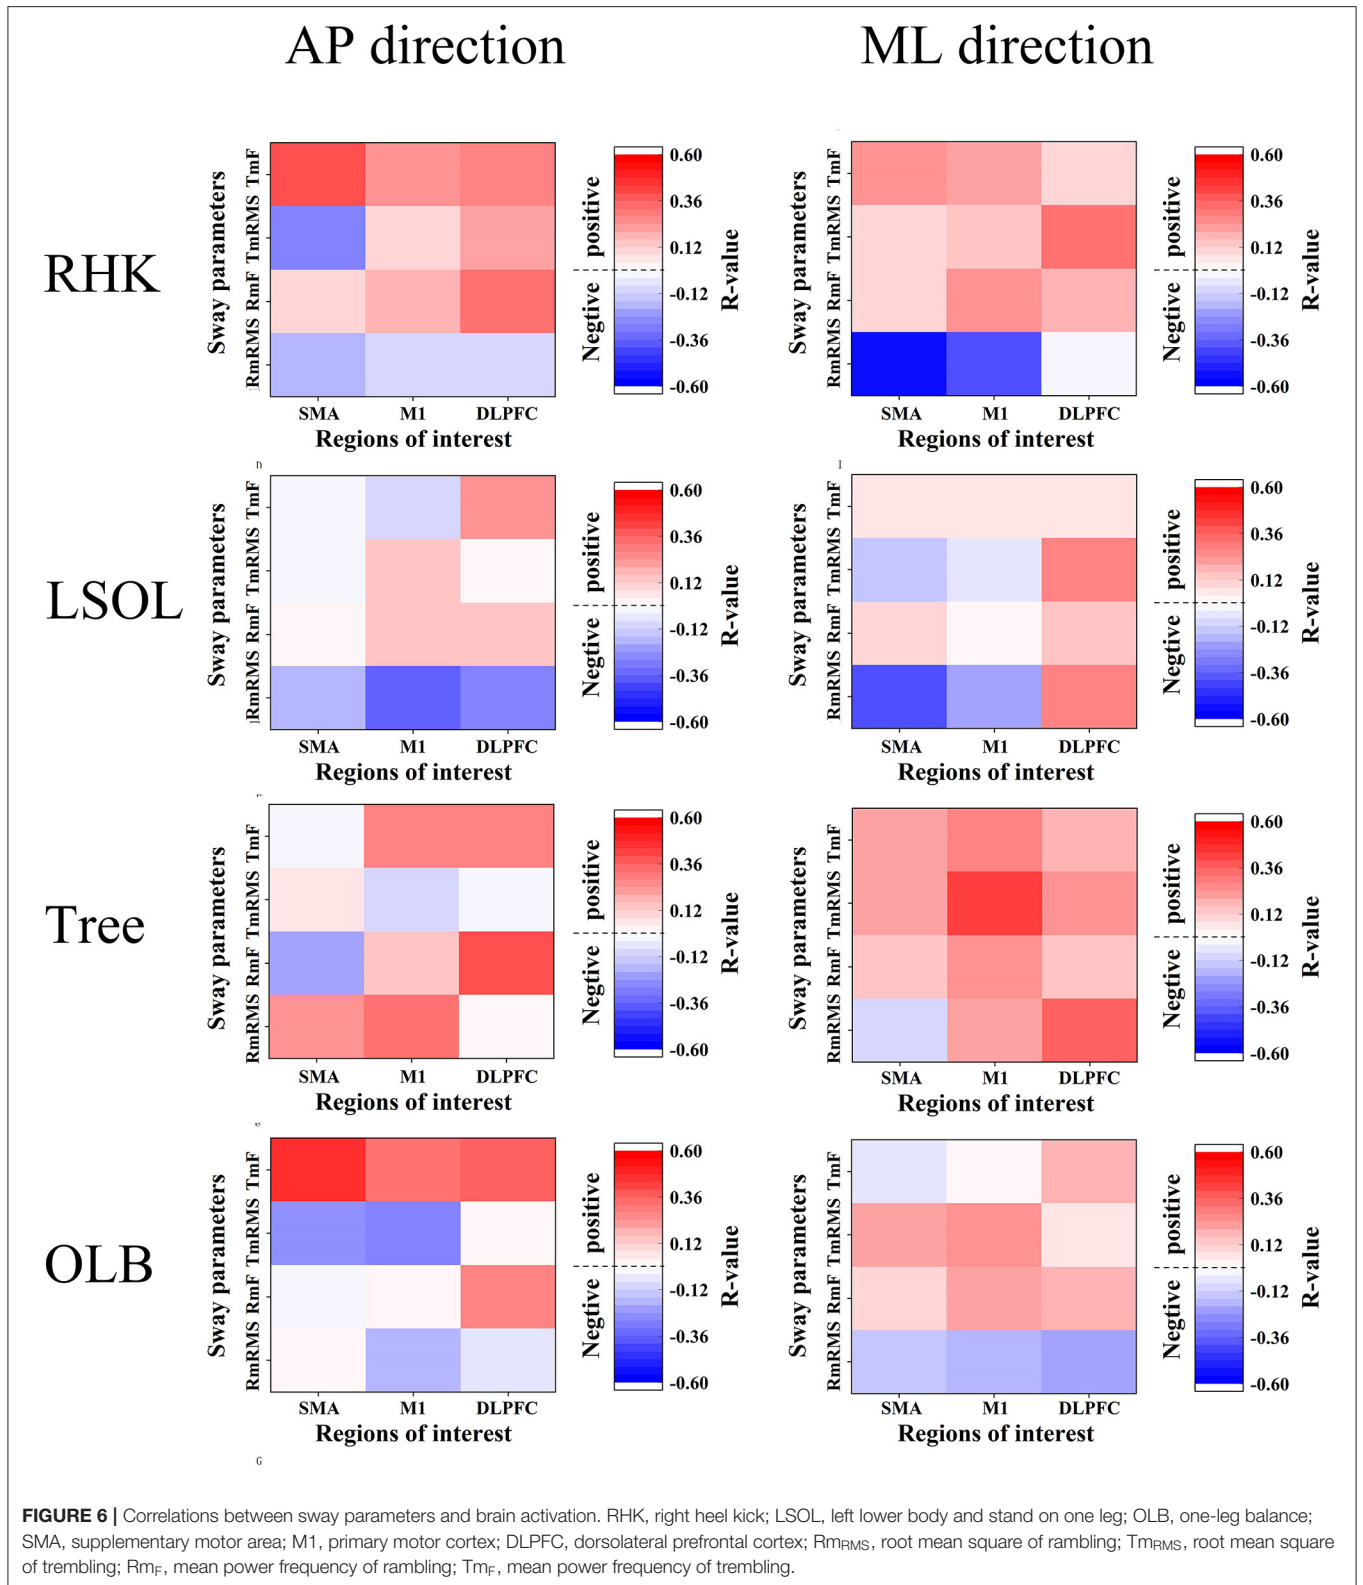 AP direction
ML direction
RHK
Sway parameters
TmF
TmRMS
RmF
RmRMS
SMA M1 DLPFC
Regions of interest
Negtive positive
0.60
0.36
0.12
-0.12
-0.36
-0.60
R-value
Sway parameters
TmF
TmRMS
RmF
RmRMS
SMA M1 DLPFC
Regions of interest
Negtive positive
0.60
0.36
0.12
-0.12
-0.36
-0.60
R-value
LSOL
D
Sway parameters
TmF
TmRMS
RmF
RmRMS
SMA M1 DLPFC
Regions of interest
Negtive positive
0.60
0.36
0.12
-0.12
-0.36
-0.60
R-value
I
Sway parameters
TmF
TmRMS
RmF
RmRMS
SMA M1 DLPFC
Regions of interest
Negtive positive
0.60
0.36
0.12
-0.12
-0.36
-0.60
R-value
Tree
Sway parameters
TmF
TmRMS
RmF
RmRMS
SMA M1 DLPFC
Regions of interest
Negtive positive
0.60
0.36
0.12
-0.12
-0.36
-0.60
R-value
Sway parameters
TmF
TmRMS
RmF
RmRMS
SMA M1 DLPFC
Regions of interest
Negtive positive
0.60
0.36
0.12
-0.12
-0.36
-0.60
R-value
OLB
Sway parameters
TmF
TmRMS
RmF
RmRMS
SMA M1 DLPFC
Regions of interest
Negtive positive
0.60
0.36
0.12
-0.12
-0.36
-0.60
R-value
G
Sway parameters
TmF
TmRMS
RmF
RmRMS
SMA M1 DLPFC
Regions of interest
Negtive positive
0.60
0.36
0.12
-0.12
-0.36
-0.60
R-value
FIGURE 6 | Correlations between sway parameters and brain activation. RHK, right heel kick; LSOL, left lower body and stand on one leg; OLB, one-leg balance;
SMA, supplementary motor area; M1, primary motor cortex; DLPFC, dorsolateral prefrontal cortex; RmRMS, root mean square of rambling; TmRMS, root mean square
of trembling; RmF, mean power frequency of rambling; TmF, mean power frequency of trembling.